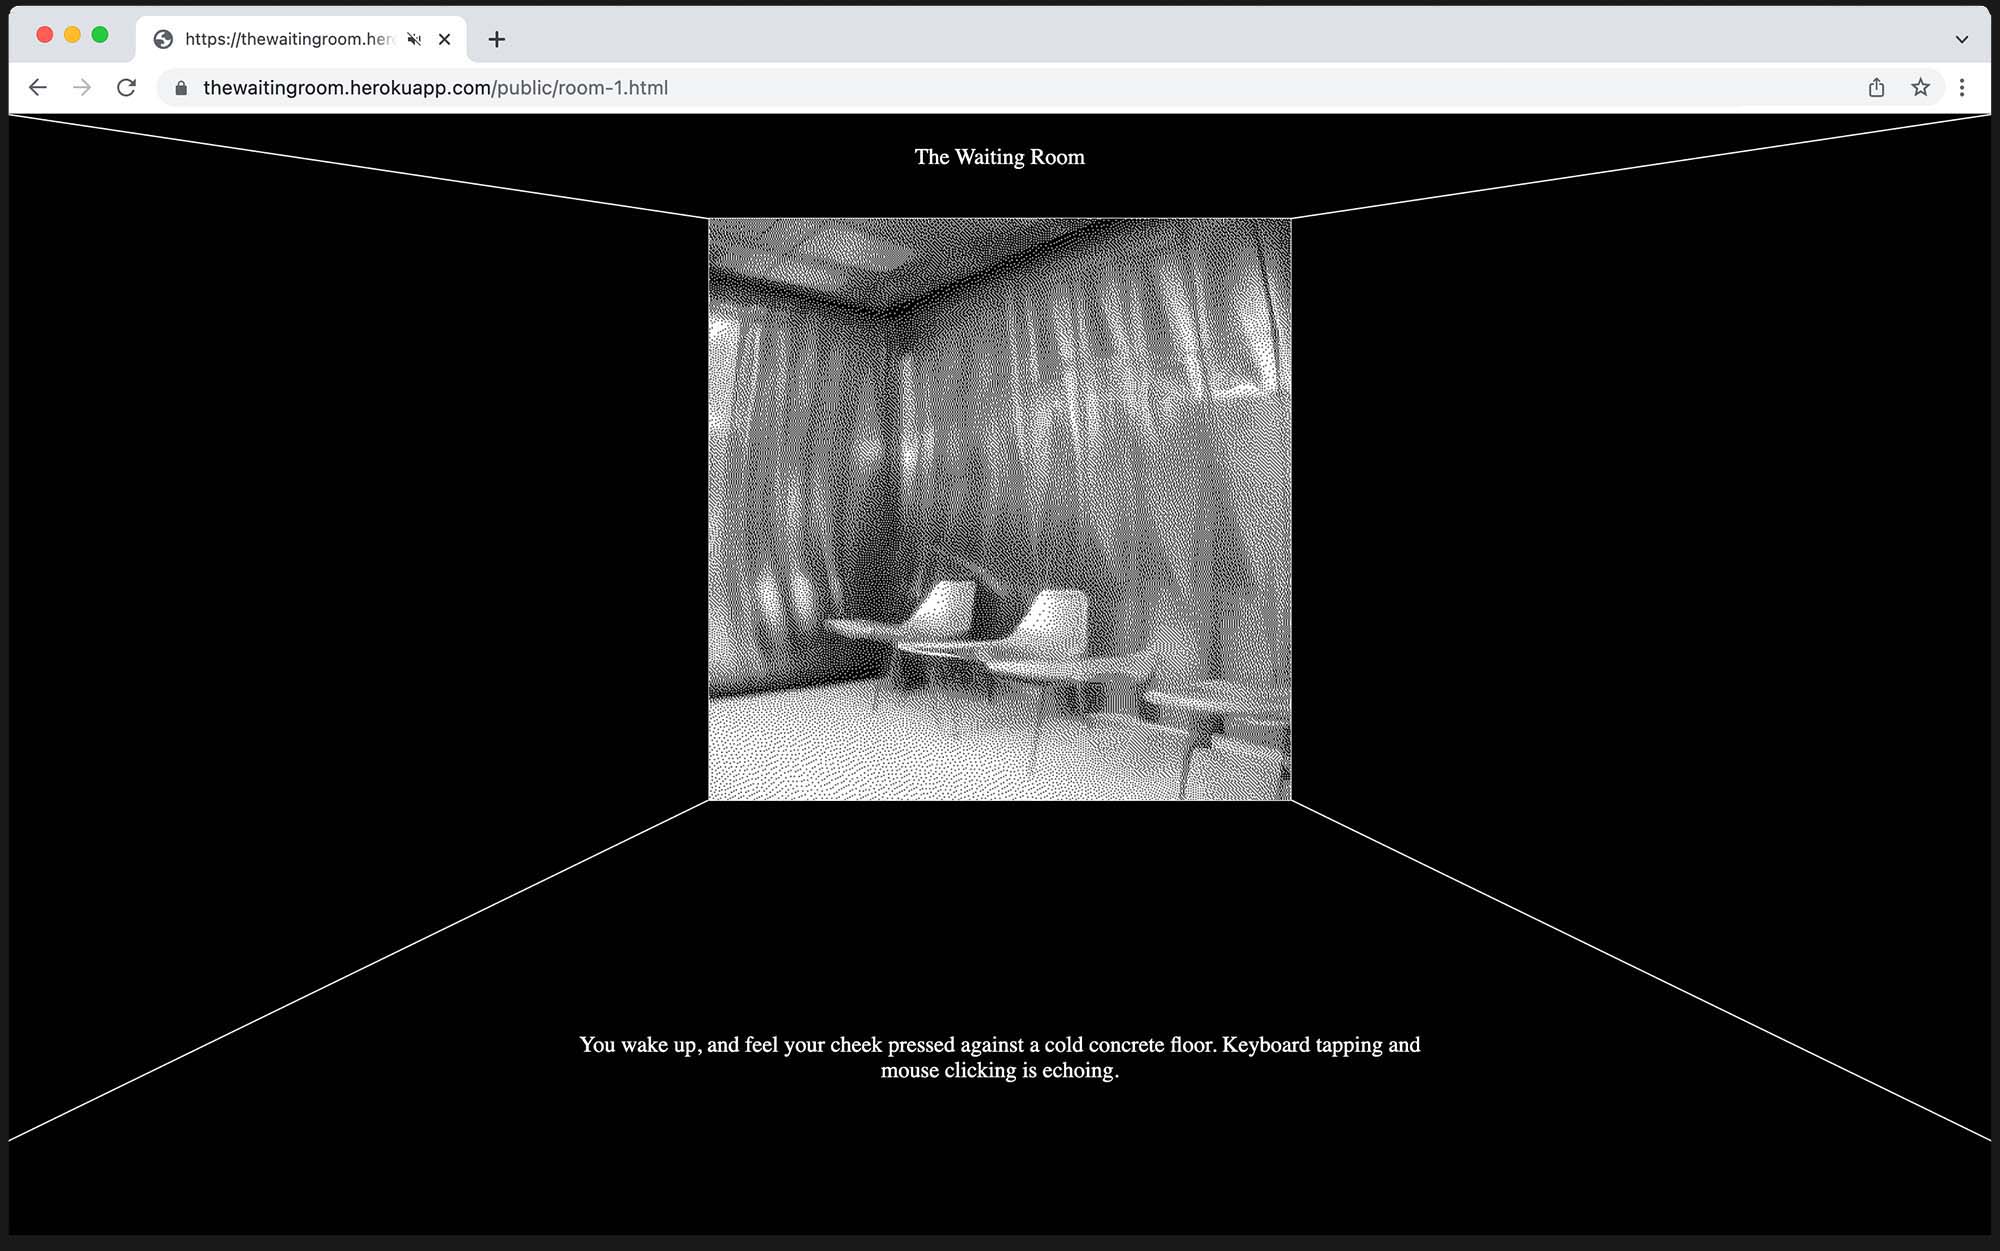 https://thewaitingroom.her
thewaitingroom.herokuapp.com/public/room-1.html
The Waiting Room
You wake up, and feel your cheek pressed against a cold concrete floor. Keyboard tapping and
mouse clicking is echoing.